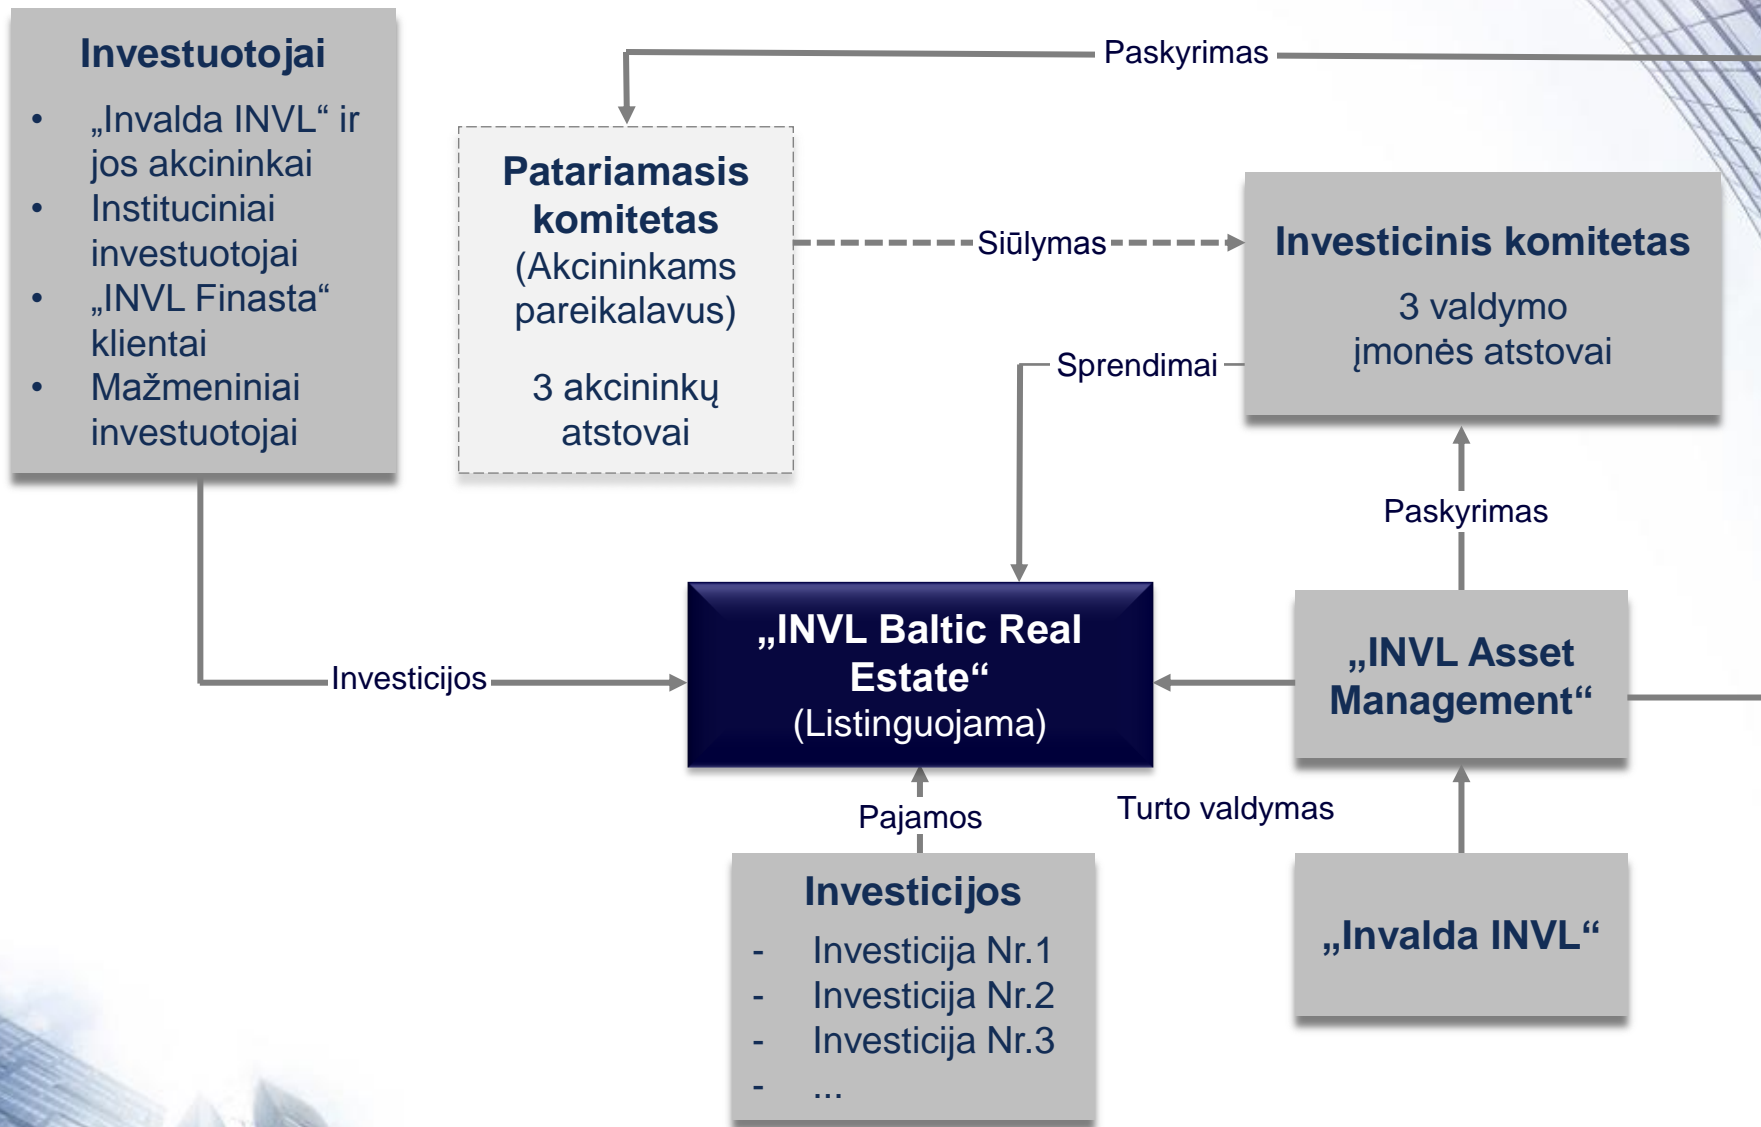 Investuotojai
• „Invalda INVL“ ir
jos akcininkai
• Instituciniai
investuotojai
• „INVL Finasta“
klientai
• Mažmeniniai
investuotojai
Paskyrimas
Patariamasis
komitetas
(Akcininkams
pareikalavus)
3 akcininkų
atstovai
Siūlymas
Investicinis komitetas
3 valdymo
įmonės atstovai
Sprendimai
Paskyrimas
Investicijos
„INVL Baltic Real
Estate“
(Listinguojama)
„INVL Asset
Management“
Pajamos
Turto valdymas
Investicijos
- Investicija Nr.1
- Investicija Nr.2
- Investicija Nr.3
- ...
„Invalda INVL“